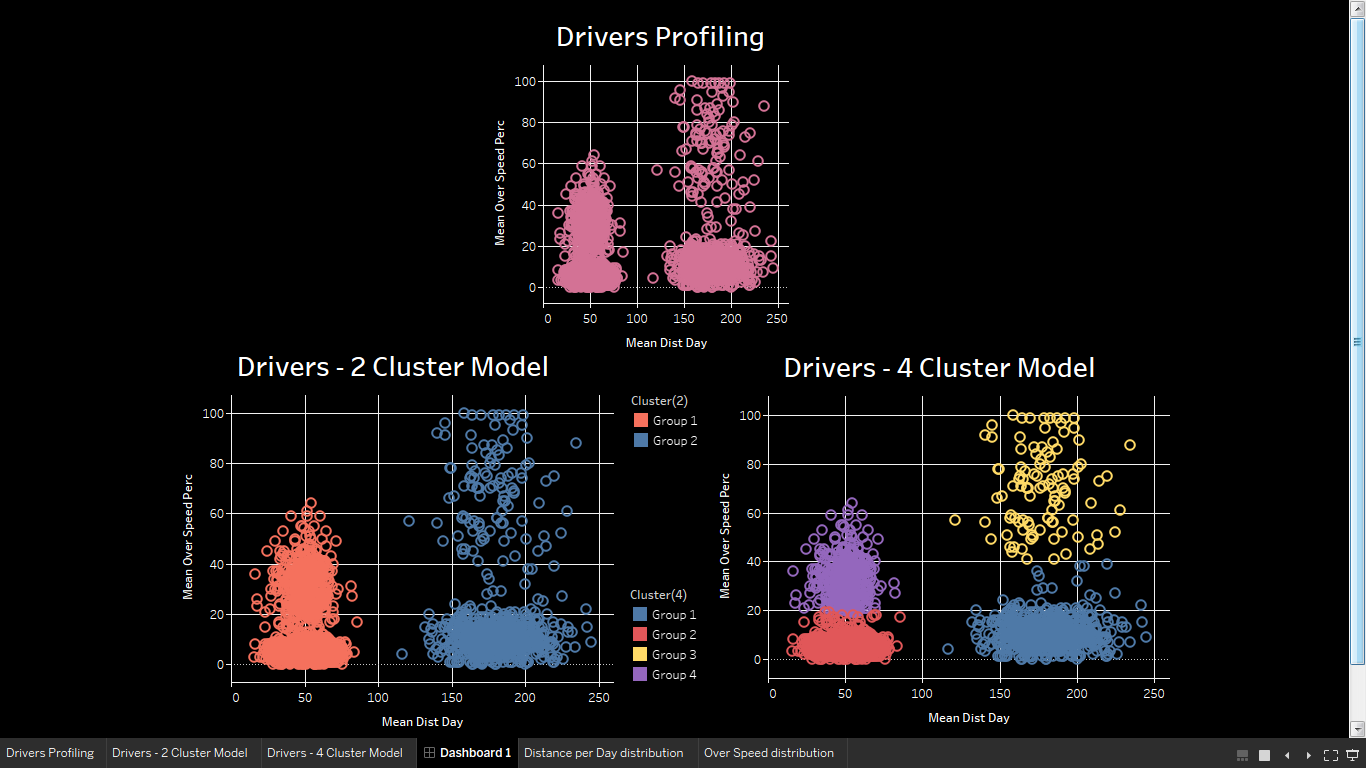 Drivers Profiling
Mean Over Speed Perc
100
80
60
40
20
0
0 50 100 150 200 250
Mean Dist Day
Drivers - 2 Cluster Model
Mean Over Speed Perc
100
80
60
40
20
0
0 50 100 150 200 250
Mean Dist Day
Cluster(2)
Group 1
Group 2
Cluster(4)
Group 1
Group 2
Group 3
Group 4
Drivers - 4 Cluster Model
Mean Over Speed Perc
100
80
60
40
20
0
0 50 100 150 200 250
Mean Dist Day
Drivers Profiling Drivers - 2 Cluster Model Drivers - 4 Cluster Model Dashboard 1 Distance per Day distribution Over Speed distribution